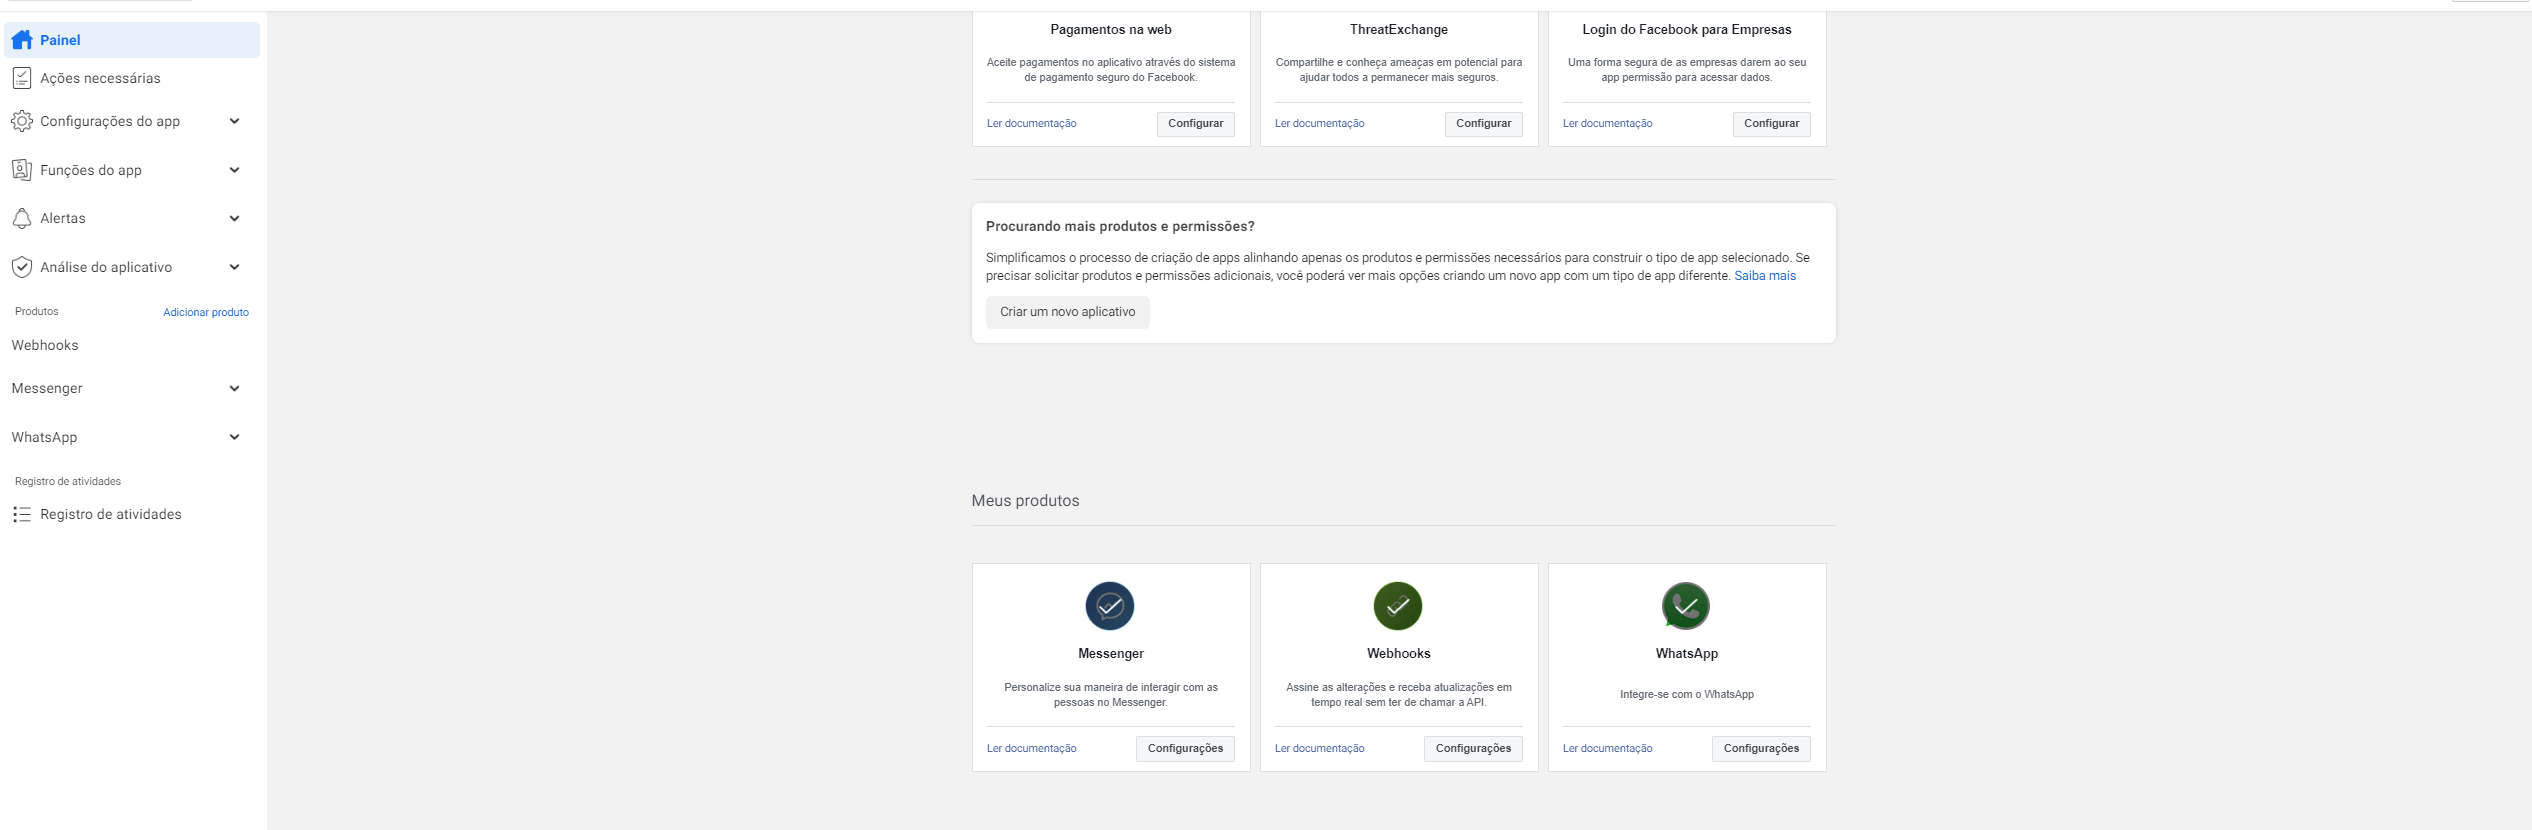 Painel
Ações necessárias
Configurações do app
Funções do app
Alertas
Análise do aplicativo
Produtos
Adicionar produto
Webhooks
Messenger
WhatsApp
Registro de atividades
Registro de atividades
Pagamentos na web
Aceite pagamentos no aplicativo através do sistema
de pagamento seguro do Facebook.
Ler documentação
Configurar
ThreatExchange
Compartilhe e conheça ameaças em potencial para
ajudar todos a permanecer mais seguros.
Ler documentação
Configurar
Login do Facebook para Empresas
Uma forma segura de as empresas darem ao seu
app permissão para acessar dados.
Ler documentação
Configurar
Procurando mais produtos e permissões?
Simplificamos o processo de criação de apps alinhando apenas os produtos e permissões necessários para construir o tipo de app selecionado. Se
precisar solicitar produtos e permissões adicionais, você poderá ver mais opções criando um novo app com um tipo de app diferente. Saiba mais
Criar um novo aplicativo
Meus produtos
Messenger
Personalize sua maneira de interagir com as
pessoas no Messenger.
Ler documentação
Configurações
Webhooks
Assine as alterações e receba atualizações em
tempo real sem ter de chamar a API.
Ler documentação
Configurações
WhatsApp
Integre-se com o WhatsApp
Ler documentação
Configurações